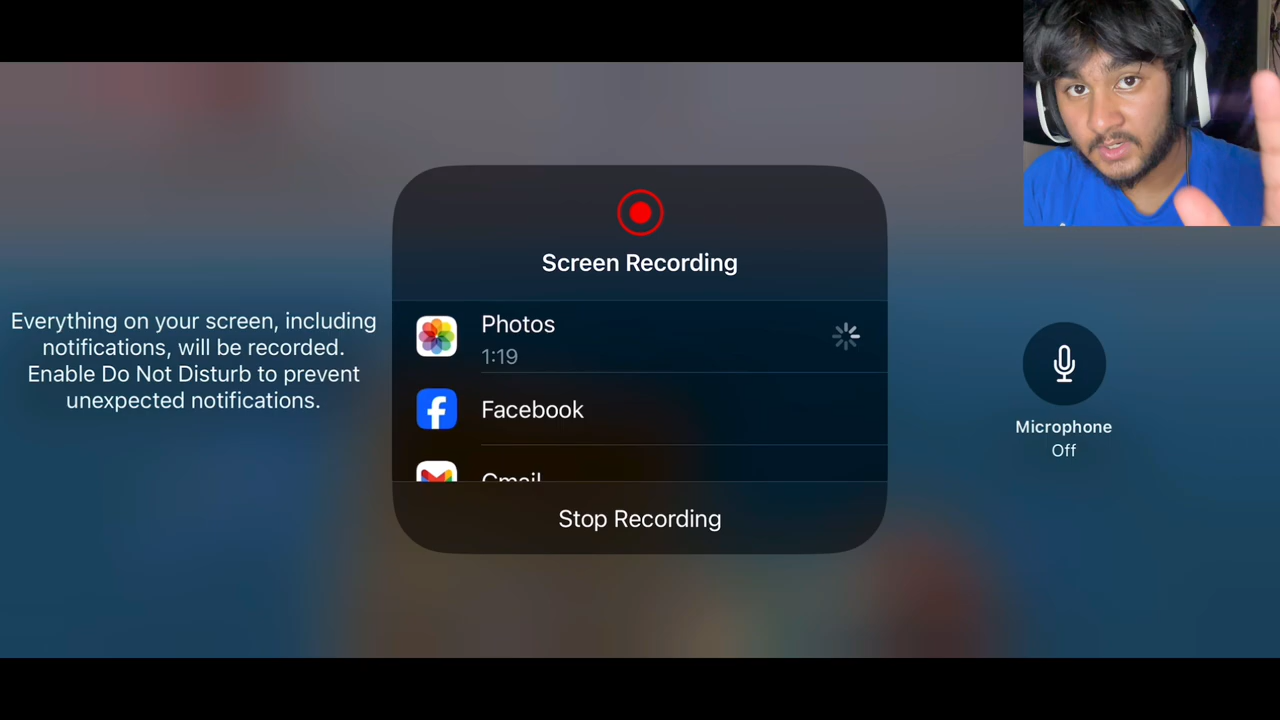 Screen Recording
Everything on your screen, including
notifications, will be recorded.
Enable Do Not Disturb to prevent
unexpected notifications.
Photos
1:19
Facebook
Gmail
Stop Recording
Microphone
Off